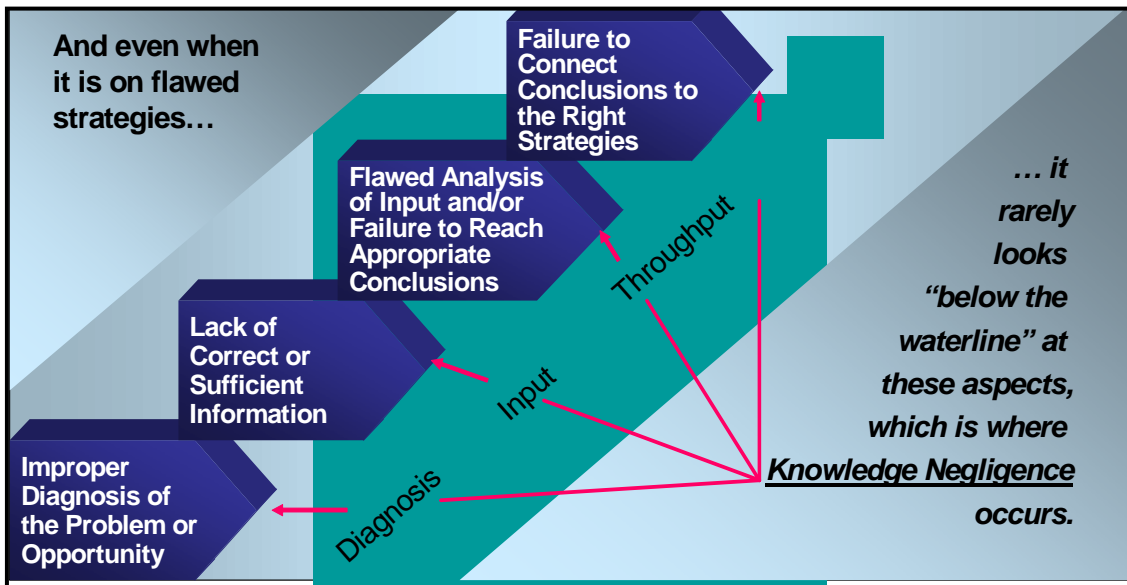 And even when
it is on flawed
strategies…
Failure to
Connect
Conclusions to
the Right
Strategies
Flawed Analysis
of Input and/or
Failure to Reach
Appropriate
Conclusions
Lack of
Correct or
Sufficient
Information
Improper
Diagnosis of
the Problem or
Opportunity
Throughput
Input
Diagnosis
… it
rarely
looks
“below the
waterline” at
these aspects,
which is where
Knowledge Negligence
occurs.